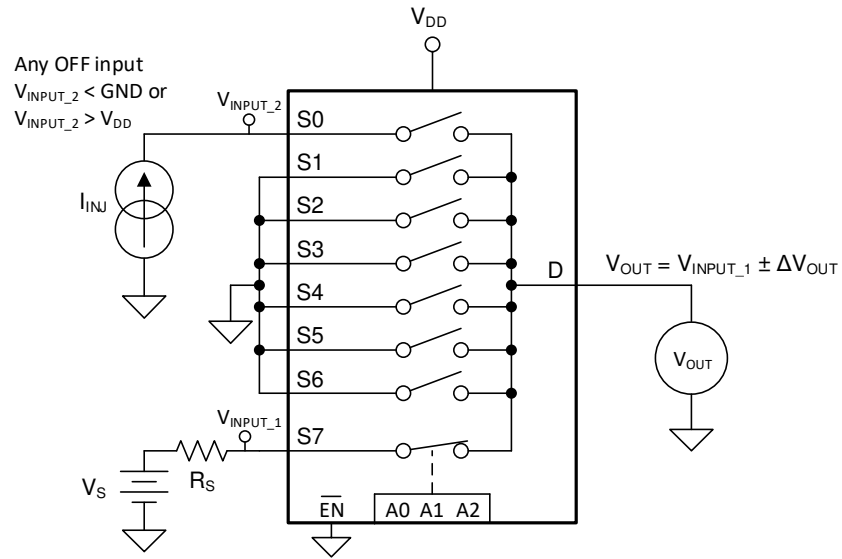 V_DD
Any OFF input
V_INPUT_2 < GND or
V_INPUT_2 > V_DD
V_INPUT_2
S0
S1
I_INJ
S2
S3
D
V_OUT = V_INPUT_1 ± ΔV_OUT
S4
S5
V_OUT
S6
V_INPUT_1
S7
V_S
R_S
E̅N̅
A0 A1 A2